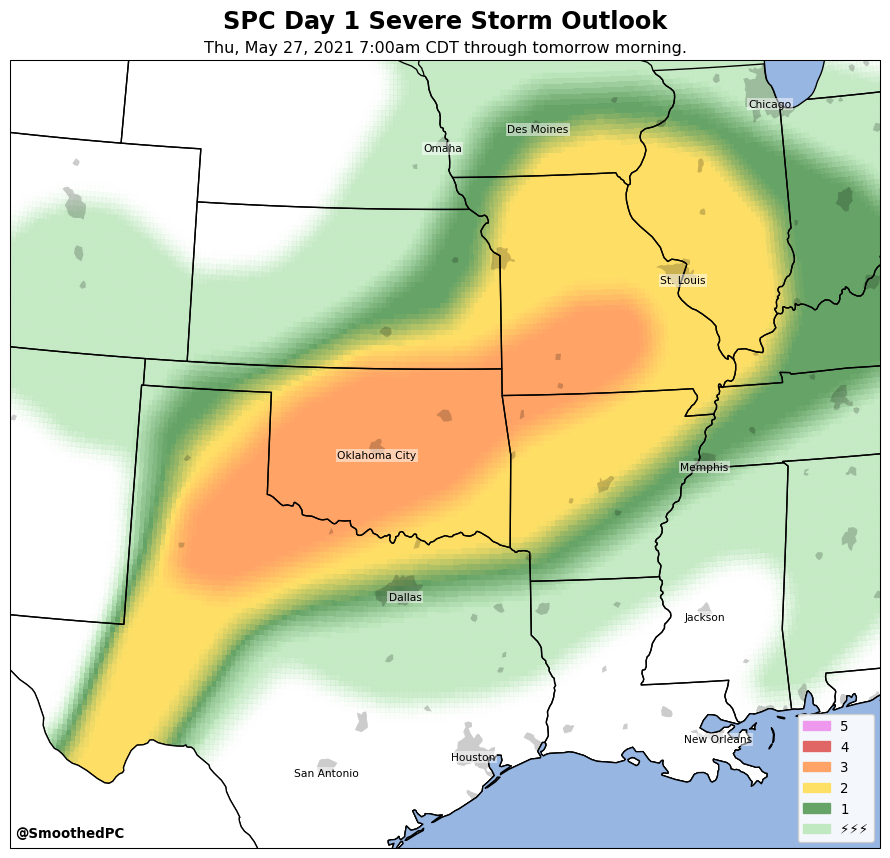 SPC Day 1 Severe Storm Outlook
Thu, May 27, 2021 7:00am CDT through tomorrow morning.
Chicago
Des Moines
Omaha
St. Louis
Oklahoma City
Memphis
Dallas
Jackson
New Orleans
Houston
San Antonio
5
4
3
2
1
⚡⚡⚡
@SmoothedPC